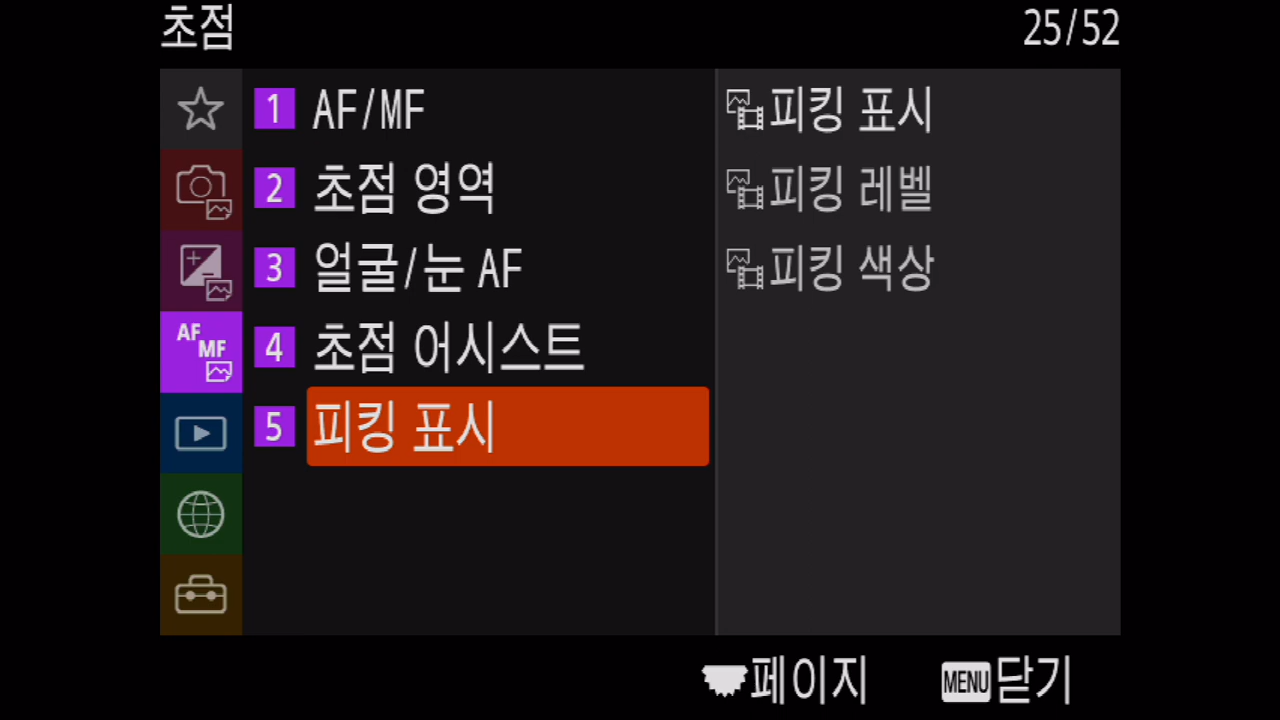 초점 25/52
1 AF/MF
2 초점 영역
3 얼굴/눈 AF
4 초점 어시스트
5 피킹 표시
피킹 표시
피킹 레벨
피킹 색상
AF MF
페이지 MENU 닫기